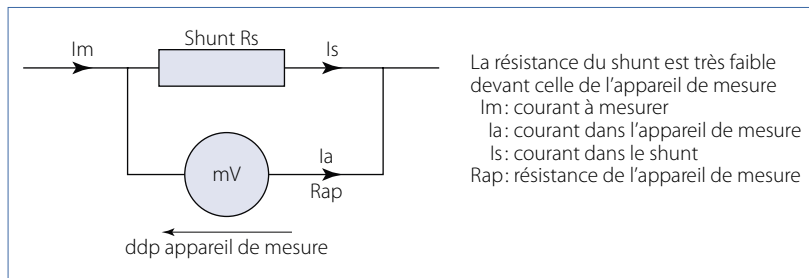 Shunt Rs
Im
Is
mV
Ia
Rap
ddp appareil de mesure
La résistance du shunt est très faible
devant celle de l'appareil de mesure
Im : courant à mesurer
Ia : courant dans l'appareil de mesure
Is : courant dans le shunt
Rap : résistance de l'appareil de mesure